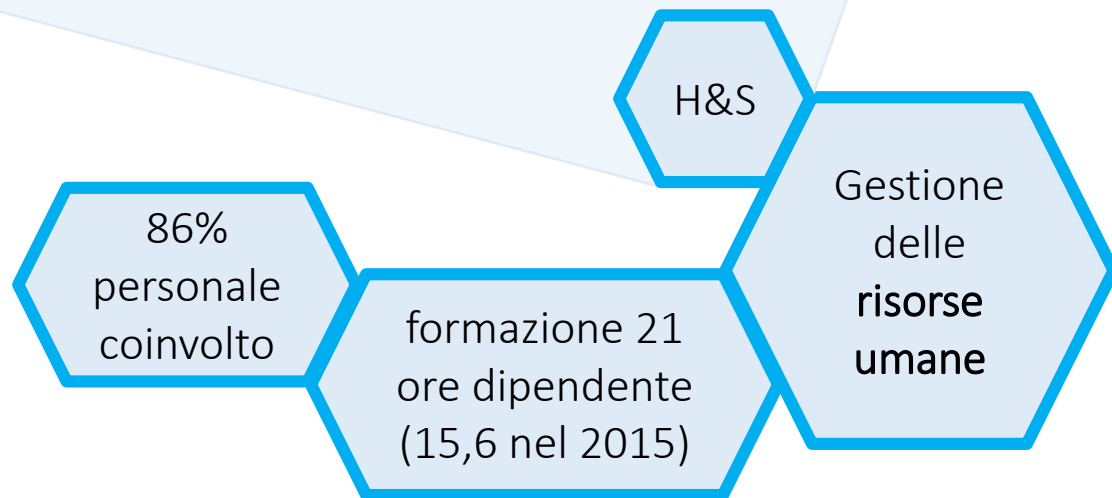 H&S
Gestione
delle
risorse
umane
86%
personale
coinvolto
formazione 21
ore dipendente
(15,6 nel 2015)